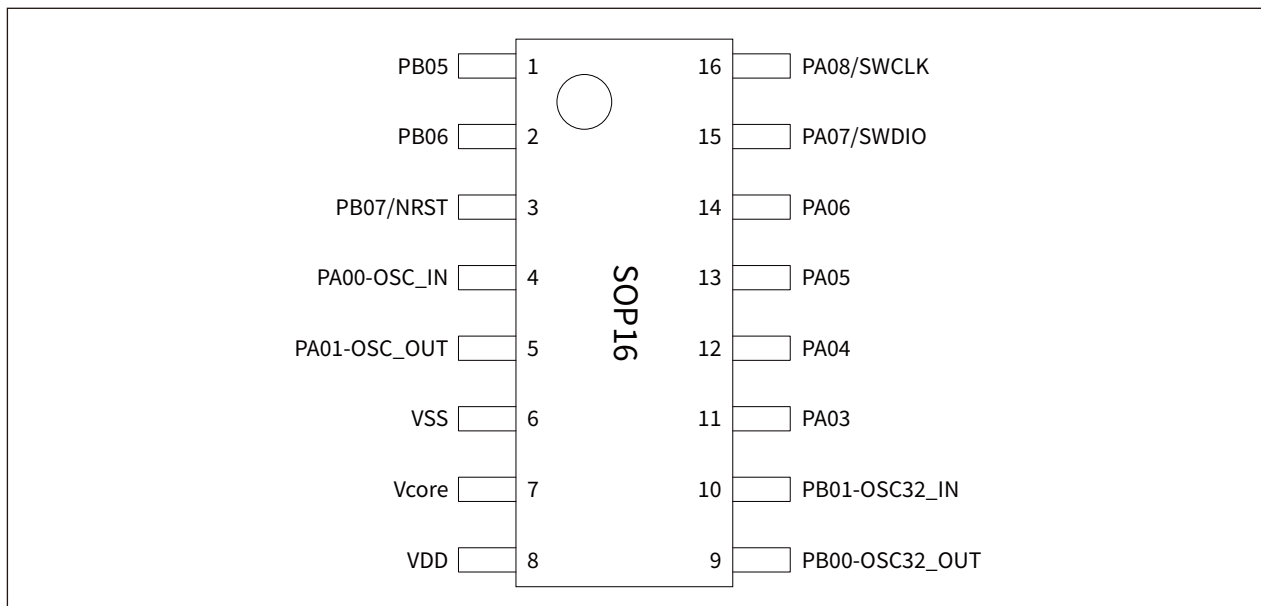 PB05 1 16 PA08/SWCLK
PB06 2 15 PA07/SWDIO
PB07/NRST 3 14 PA06
PA00-OSC_IN 4 13 PA05
SOP16
PA01-OSC_OUT 5 12 PA04
VSS 6 11 PA03
Vcore 7 10 PB01-OSC32_IN
VDD 8 9 PB00-OSC32_OUT